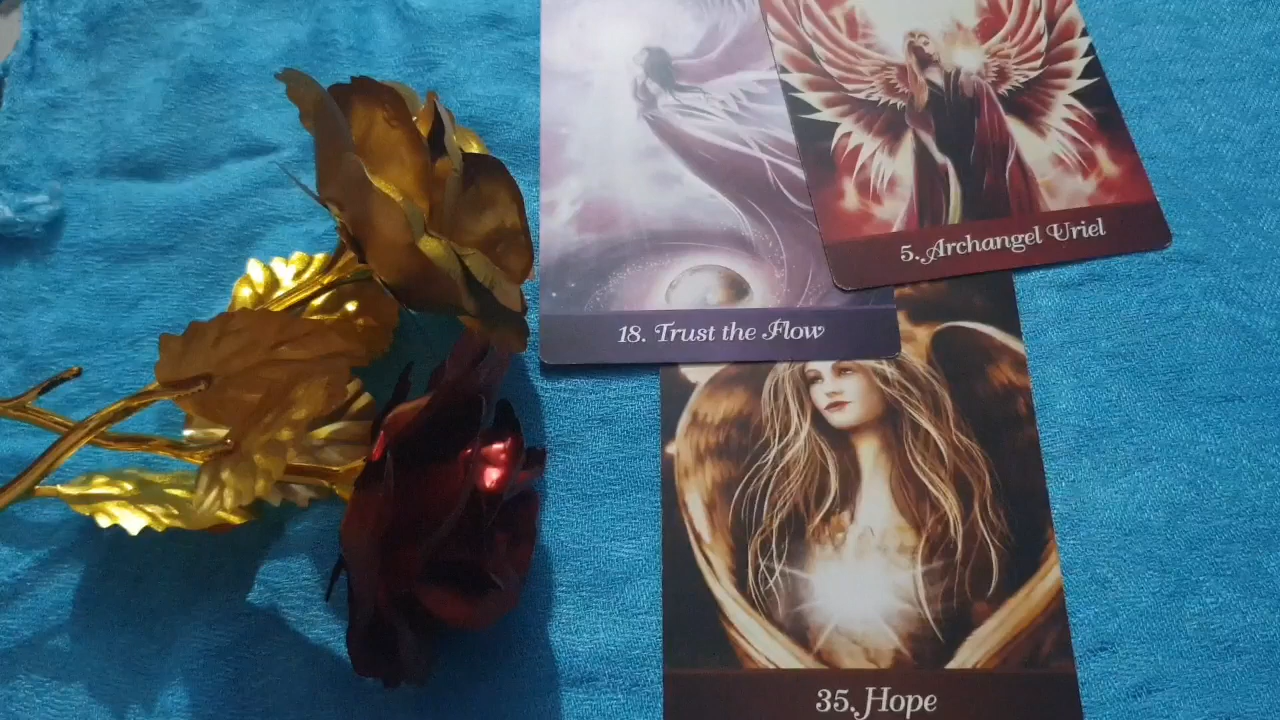 5. Archangel Uriel
18. Trust the Flow
35. Hope